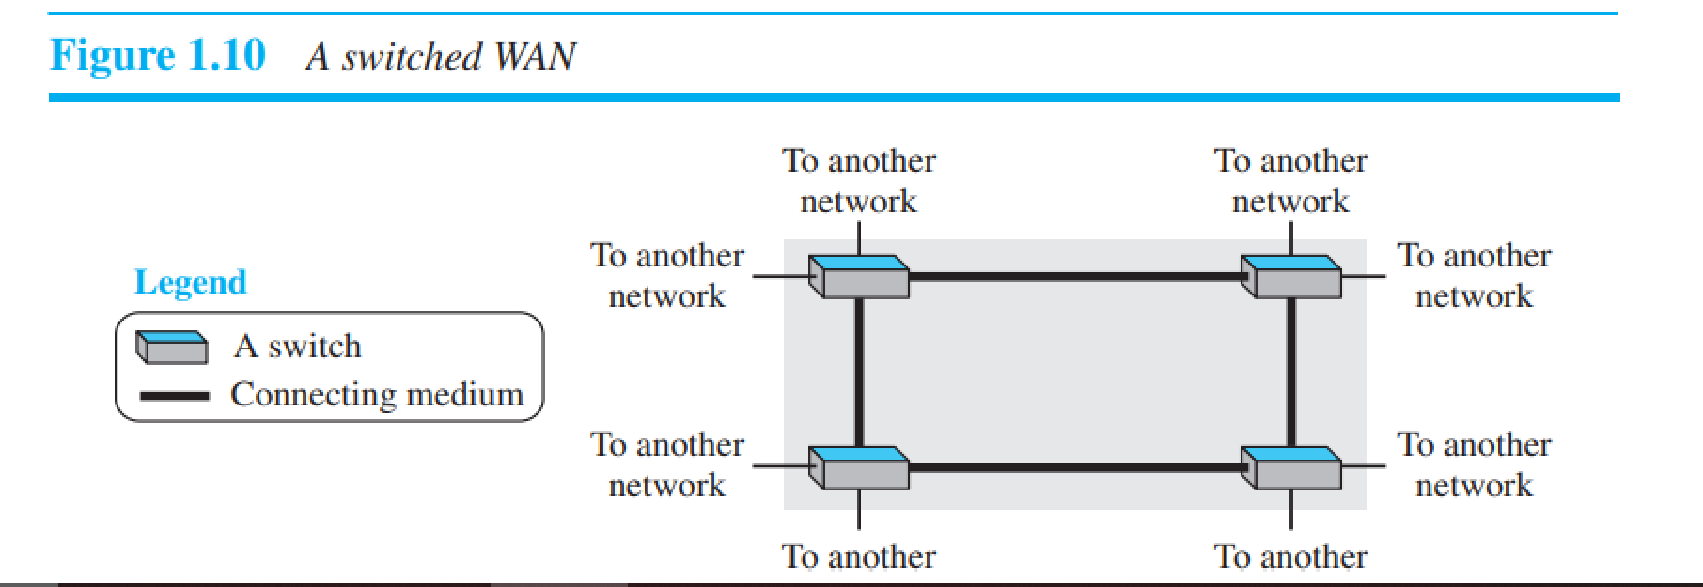 Figure 1.10 A switched WAN
To another
network
To another
network
To another
network
To another
network
Legend
A switch
Connecting medium
To another
network
To another
network
To another
To another